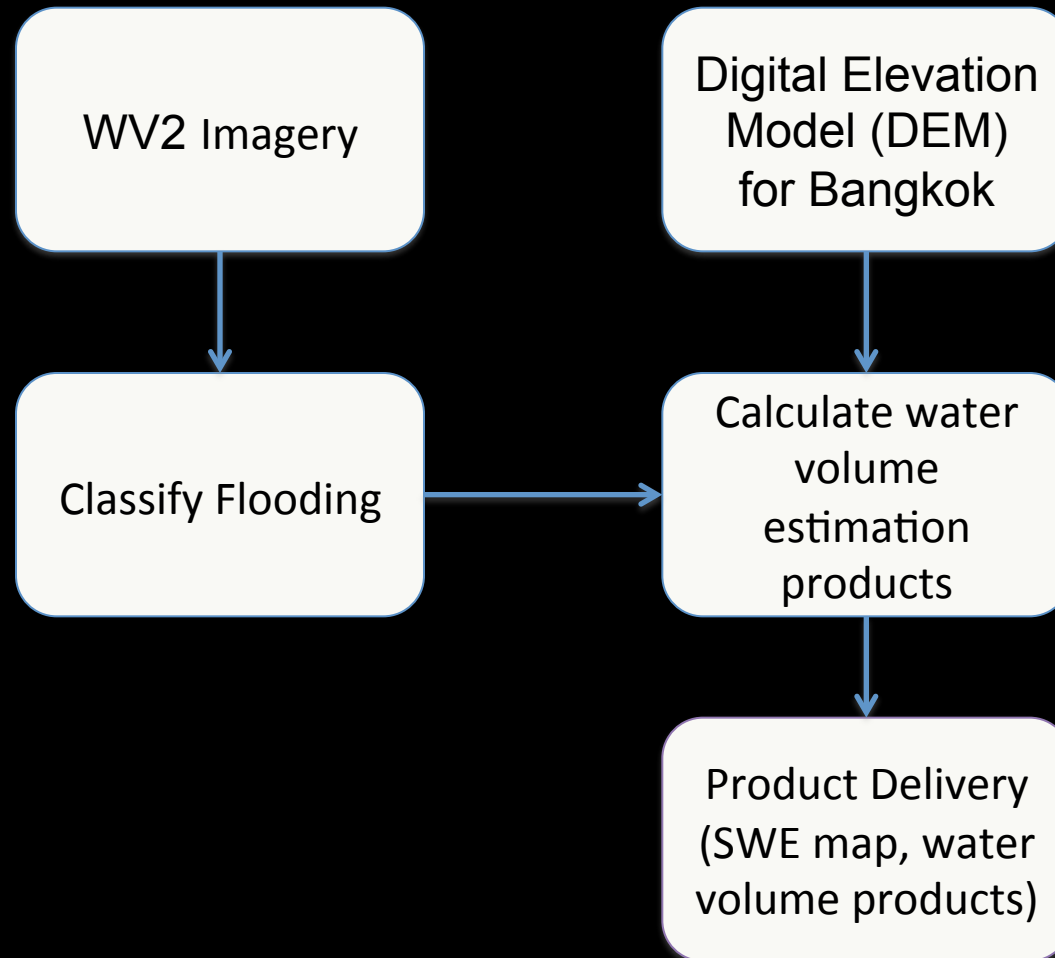 WV2 Imagery
Digital Elevation
Model (DEM)
for Bangkok
Classify Flooding
Calculate water
volume
estimation
products
Product Delivery
(SWE map, water
volume products)